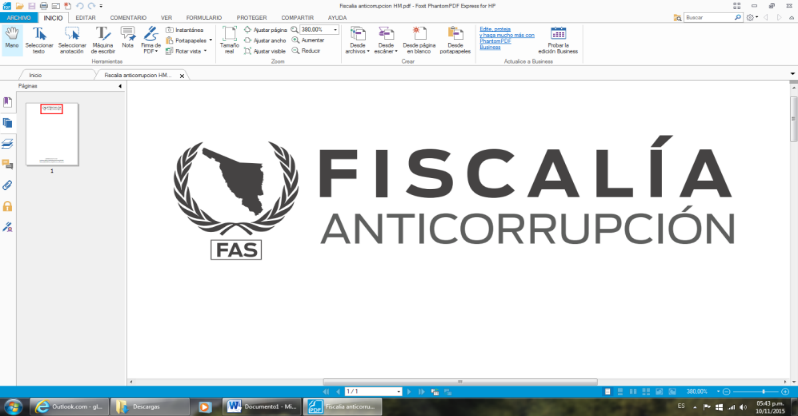 Fiscalia anticorrupcion HM.pdf - Foxit PhantomPDF Express for HP
ARCHIVO INICIO EDITAR COMENTARIO VER FORMULARIO PROTEGER COMPARTIR AYUDA
Buscar
Mano
Seleccionar texto
Seleccionar anotación
Máquina de escribir
Nota
Firma de PDF
Instantáneas
Portapapeles
Rotar vista
Herramientas
Tamaño real
Ajustar página
Ajustar ancho
Ajustar visible
380,00%
Aumentar
Reducir
Zoom
Desde archivos
Desde escáner
Desde página en blanco
Desde portapapeles
Crear
Edite, proteja
y haga mucho más con
PhantomPDF
Business
Probar la edición Business
Actualice a Business
Inicio
Fiscalia anticorrupcion HM...
Páginas
1
FISCALÍA
ANTICORRUPCIÓN
FAS
1 / 1
380,00%
Outlook.com - gl...
Descargas
Documento1 - Mi...
Fiscalia anticorru...
ES
05:43 p.m.
10/11/2015